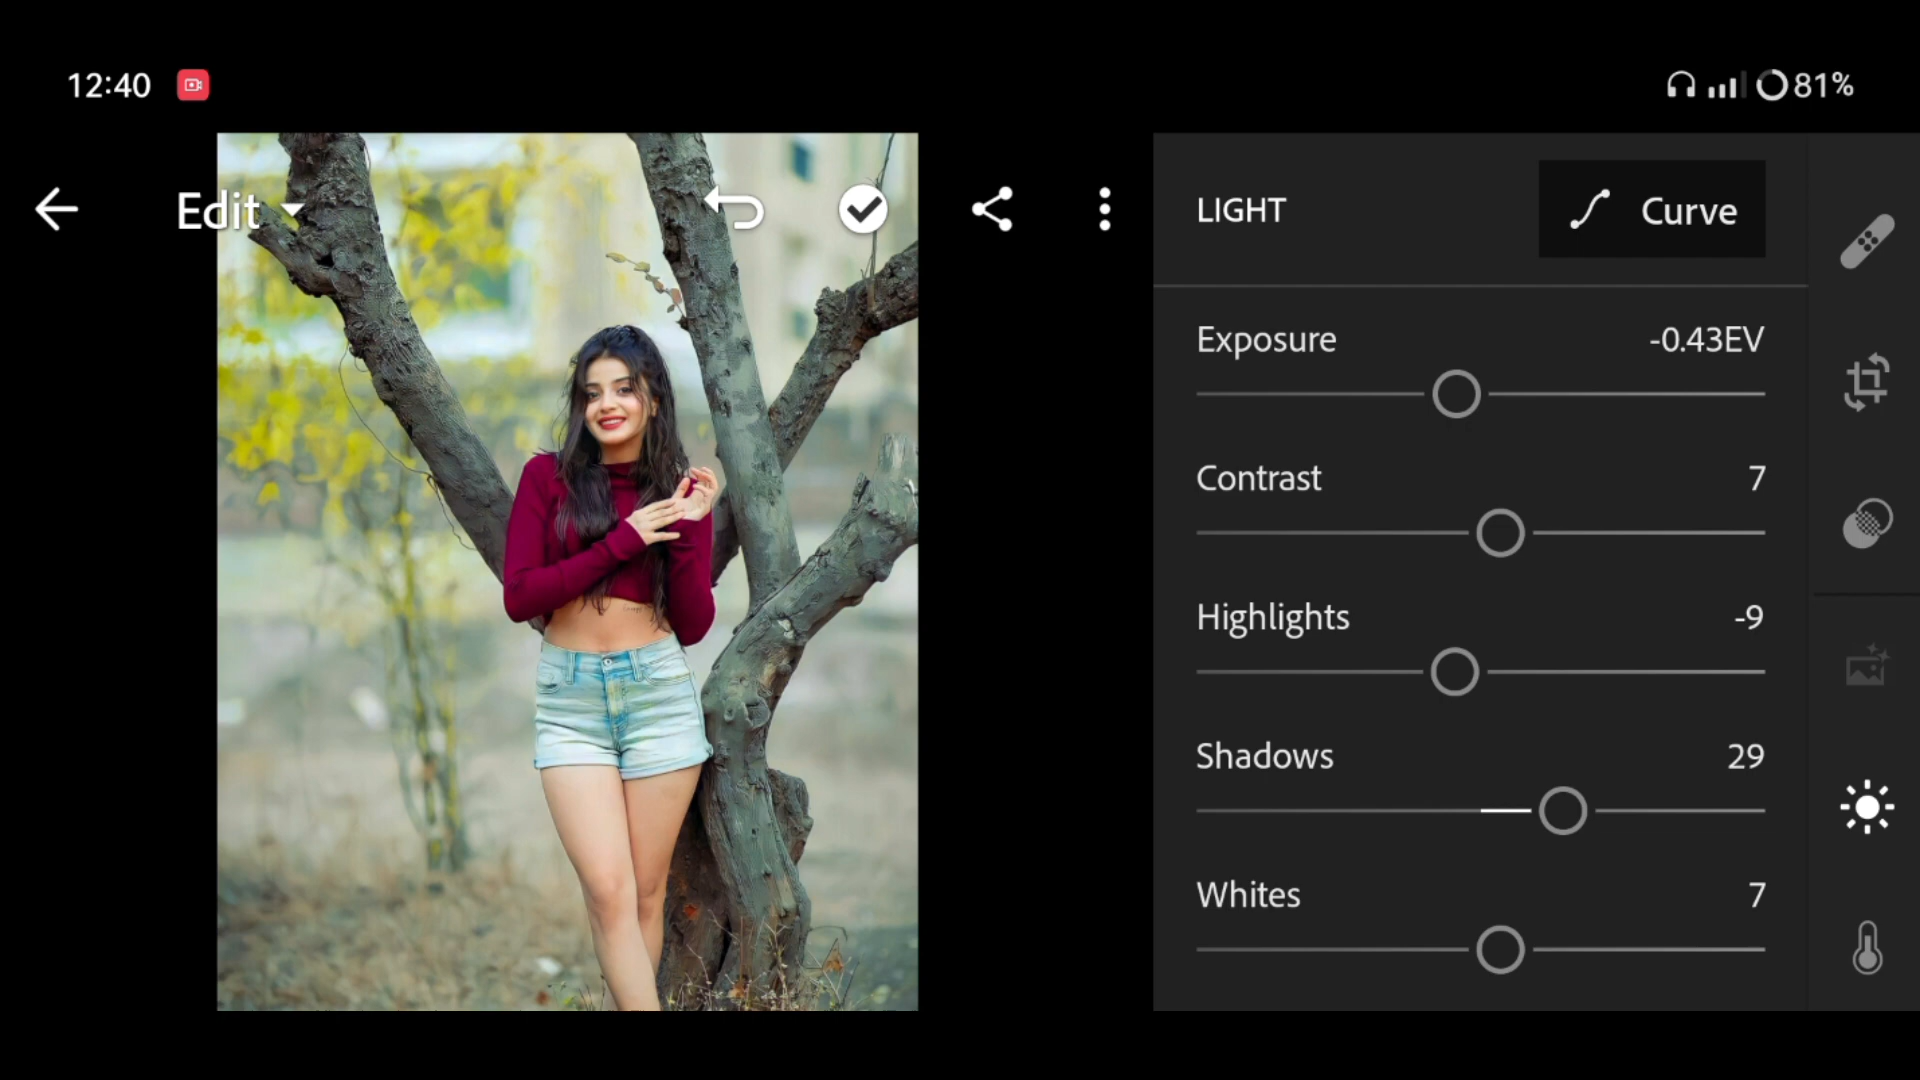 12:40
81%
Edit
LIGHT
Curve
Exposure -0.43EV
Contrast 7
Highlights -9
Shadows 29
Whites 7